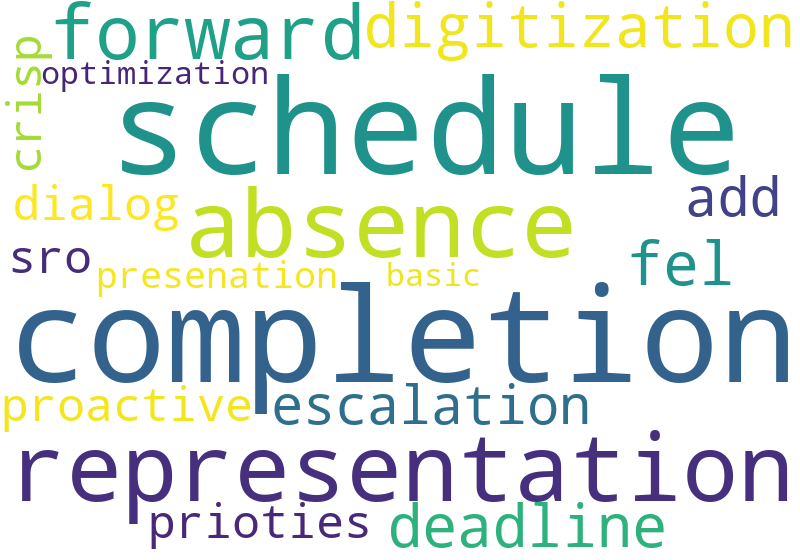 forward
digitization
crisp
optimization
schedule
dialog
absence
add
sro
presenation
basic
fel
completion
proactive
escalation
representation
prioties
deadline